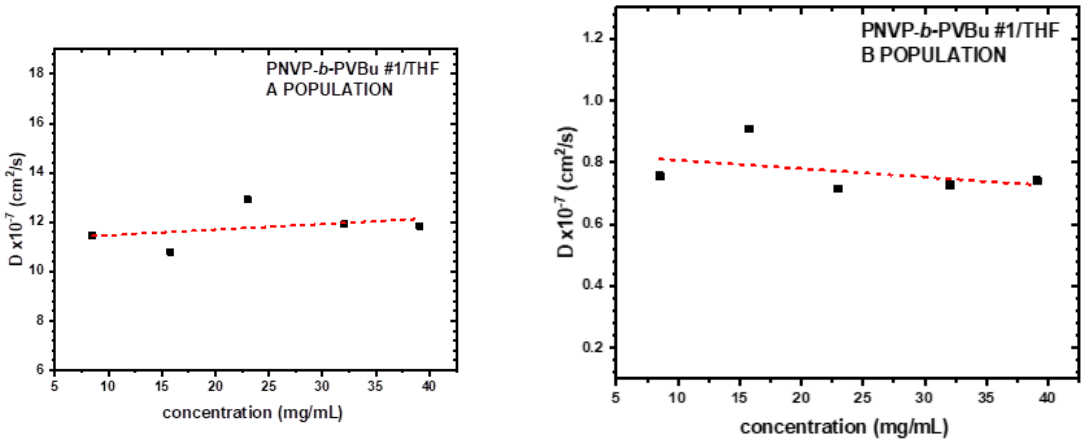 PNVP-b-PVBu #1/THF
A POPULATION
18
16
14
12
10
8
6
D x10⁻⁷ (cm²/s)
5 10 15 20 25 30 35 40
concentration (mg/mL)
PNVP-b-PVBu #1/THF
B POPULATION
1.2
1.0
0.8
0.6
0.4
0.2
D x10⁻⁷ (cm²/s)
5 10 15 20 25 30 35 40
concentration (mg/mL)